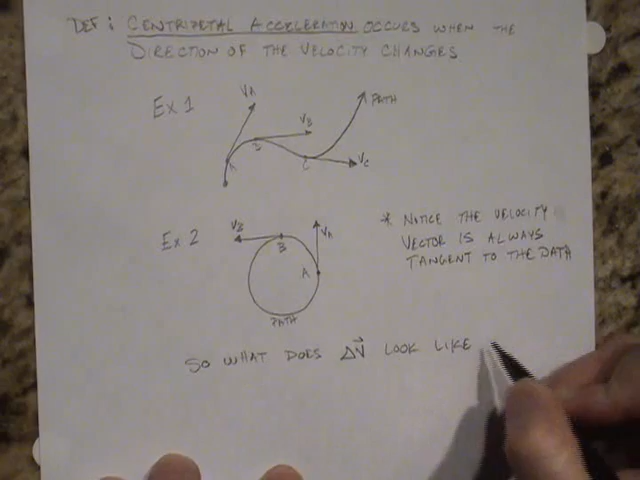 DEF: CENTRIPETAL ACCELERATION OCCURS WHEN THE
DIRECTION OF THE VELOCITY CHANGES
Ex 1
VA
VB
PATH
A
B
C
VC
Ex 2
VB
B
VA
A
PATH
* NOTICE THE VELOCITY
VECTOR IS ALWAYS
TANGENT TO THE PATH
SO WHAT DOES ΔV⃗ LOOK LIKE